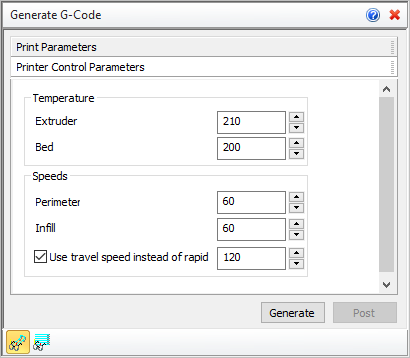 Generate G-Code
Print Parameters
Printer Control Parameters
Temperature
Extruder 210
Bed 200
Speeds
Perimeter 60
Infill 60
Use travel speed instead of rapid 120
Generate Post